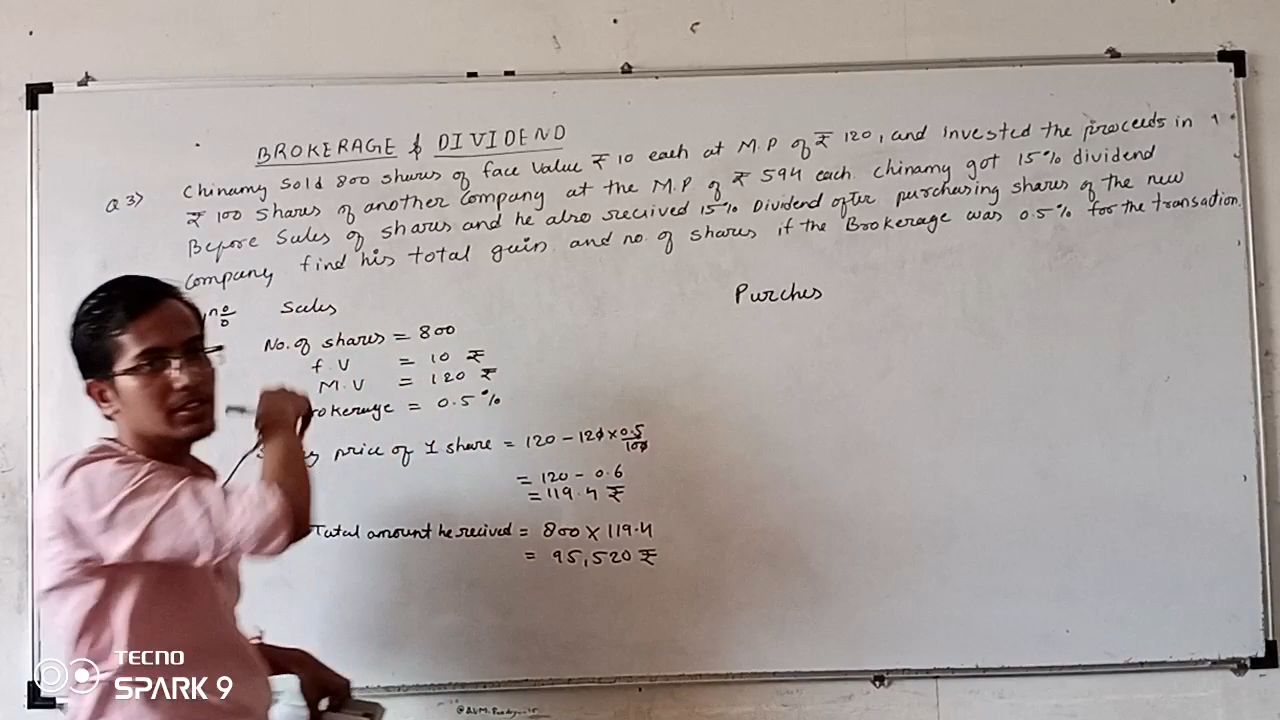 BROKERAGE & DIVIDEND
Q 3) Chinamy Sold 800 shares of face value ₹ 10 each at M.P of ₹ 120, and invested the proceeds in
₹ 100 shares of another company at the M.P of ₹ 594 each. Chinamy got 15% dividend
Before Sales of shares and he also received 15% Dividend after purchasing shares of the new
company find his total gain and no. of shares if the Brokerage was 0.5% for the transadion.
Sales
Purches
No. of shares = 800
f.V = 10 ₹
M.V = 120 ₹
rokerage = 0.5%
price of 1 share = 120 - 120 x 0.5/100
= 120 - 0.6
= 119.4 ₹
Total amount he recived = 800 x 119.4
= 95,520 ₹
TECNO
SPARK 9